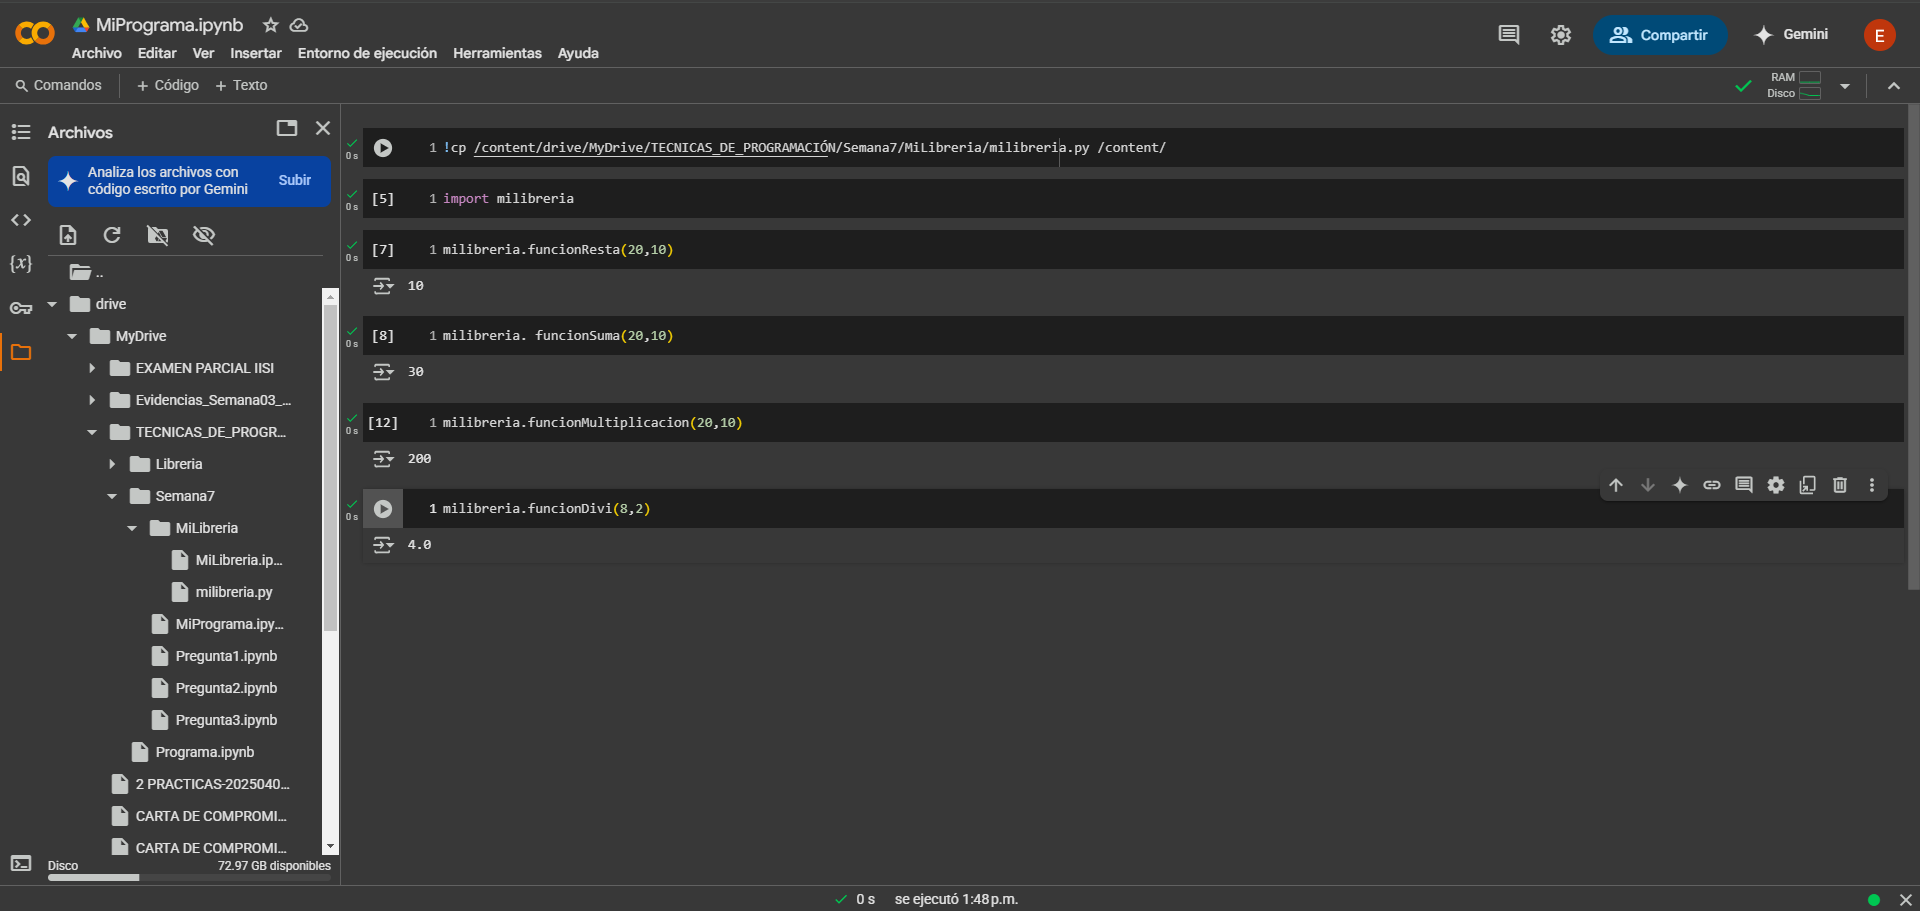 MiPrograma.ipynb
Archivo Editar Ver Insertar Entorno de ejecución Herramientas Ayuda
Compartir
Gemini
E
Comandos + Código + Texto
RAM
Disco
Archivos
Analiza los archivos con
código escrito por Gemini
Subir
..
drive
MyDrive
EXAMEN PARCIAL IISI
Evidencias_Semana03_...
TECNICAS_DE_PROGR...
Libreria
Semana7
MiLibreria
MiLibreria.ip...
milibreria.py
MiPrograma.ipy...
Pregunta1.ipynb
Pregunta2.ipynb
Pregunta3.ipynb
Programa.ipynb
2 PRACTICAS-2025040...
CARTA DE COMPROMI...
CARTA DE COMPROMI...
Disco 72.97 GB disponibles
0 s
1 !cp /content/drive/MyDrive/TECNICAS_DE_PROGRAMACIÓN/Semana7/MiLibreria/milibreria.py /content/
0 s
[5] 1 import milibreria
0 s
[7] 1 milibreria.funcionResta(20,10)
10
0 s
[8] 1 milibreria. funcionSuma(20,10)
30
0 s
[12] 1 milibreria.funcionMultiplicacion(20,10)
200
0 s
1 milibreria.funcionDivi(8,2)
4.0
0 s se ejecutó 1:48 p.m.